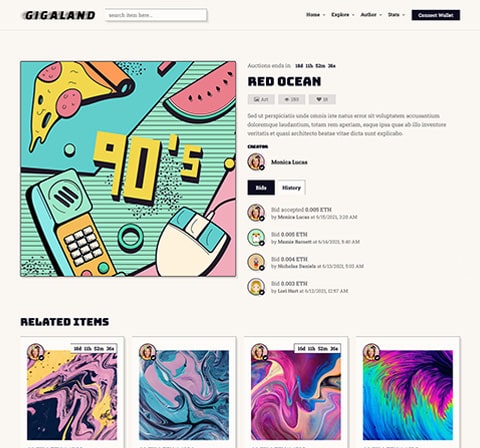 GIGALAND
search item here...
Home
Explore
Author
Stats
Connect Wallet
Auctions ends in: 16d 11h 52m 36s
RED OCEAN
Art
18
Sed ut perspiciatis unde omnis iste natus error sit voluptatem accusantium
doloremque laudantium, totam rem aperiam, eaque ipsa quae ab illo inventore
veritatis et quasi architecto beatae vitae dicta sunt explicabo.
CREATOR
Monica Lucas
Bids
History
90's
Bid accepted 0.005 ETH
by Monica Lucas at 6/15/2021, 3:20 AM
Bid 0.005 ETH
by Mamie Barnett at 6/14/2021, 5:40 AM
Bid 0.004 ETH
by Nicholas Daniels at 6/13/2021, 5:03 AM
Bid 0.003 ETH
by Lori Hart at 6/12/2021, 12:57 AM
RELATED ITEMS
16d 11h 52m 36s
16d 11h 52m 36s